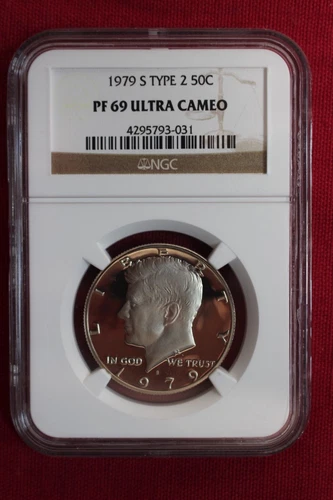 1979 S TYPE 2 50C
PF 69 ULTRA CAMEO
4295793-031
NGC
LIBERTY
IN GOD WE TRUST
S
1979